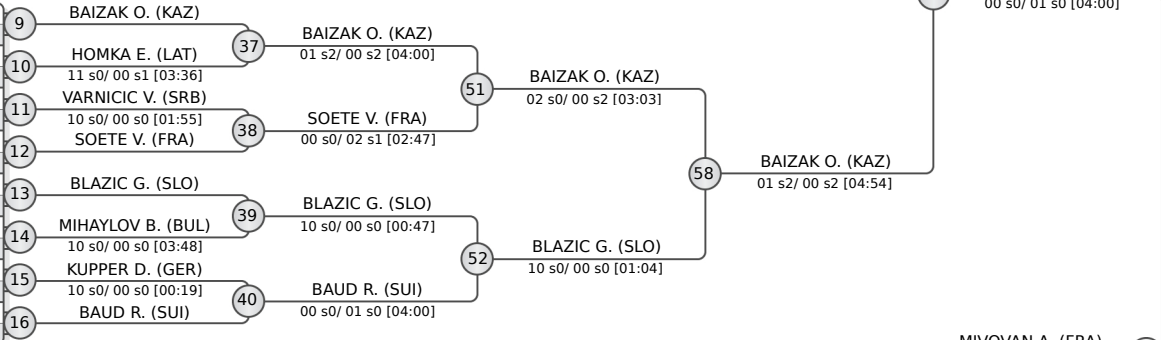 00 s0/ 01 s0 [04:00]
9
BAIZAK O. (KAZ)
37
BAIZAK O. (KAZ)
01 s2/ 00 s2 [04:00]
10
HOMKA E. (LAT)
11 s0/ 00 s1 [03:36]
51
BAIZAK O. (KAZ)
02 s0/ 00 s2 [03:03]
11
VARNICIC V. (SRB)
10 s0/ 00 s0 [01:55]
38
SOETE V. (FRA)
00 s0/ 02 s1 [02:47]
12
SOETE V. (FRA)
58
BAIZAK O. (KAZ)
01 s2/ 00 s2 [04:54]
13
BLAZIC G. (SLO)
39
BLAZIC G. (SLO)
10 s0/ 00 s0 [00:47]
14
MIHAYLOV B. (BUL)
10 s0/ 00 s0 [03:48]
52
BLAZIC G. (SLO)
10 s0/ 00 s0 [01:04]
15
KUPPER D. (GER)
10 s0/ 00 s0 [00:19]
40
BAUD R. (SUI)
00 s0/ 01 s0 [04:00]
16
BAUD R. (SUI)